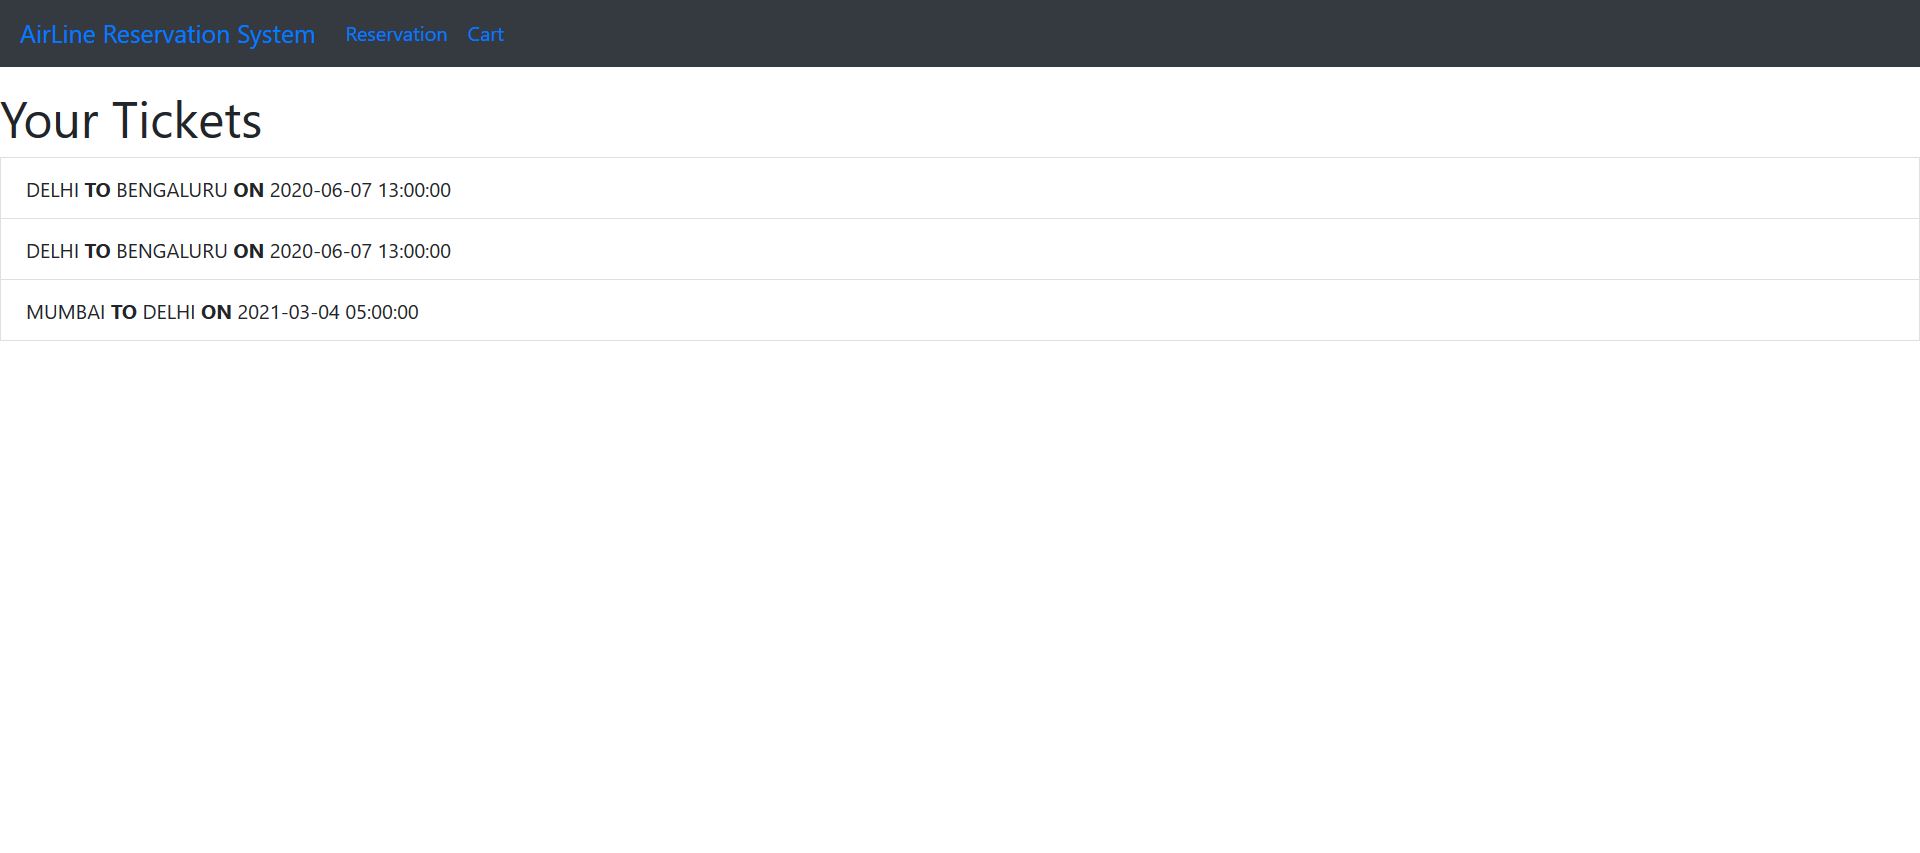 AirLine Reservation System Reservation Cart
Your Tickets
DELHI TO BENGALURU ON 2020-06-07 13:00:00
DELHI TO BENGALURU ON 2020-06-07 13:00:00
MUMBAI TO DELHI ON 2021-03-04 05:00:00